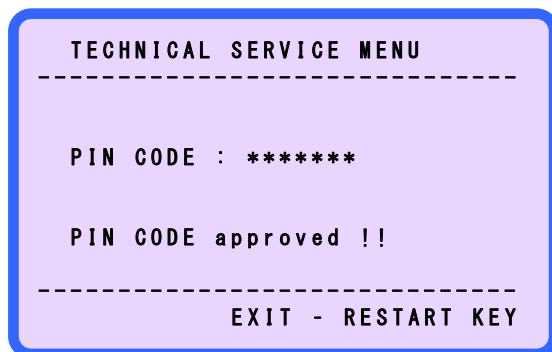 TECHNICAL SERVICE MENU
------------------------------
PIN CODE : *******
PIN CODE approved !!
------------------------------
EXIT - RESTART KEY